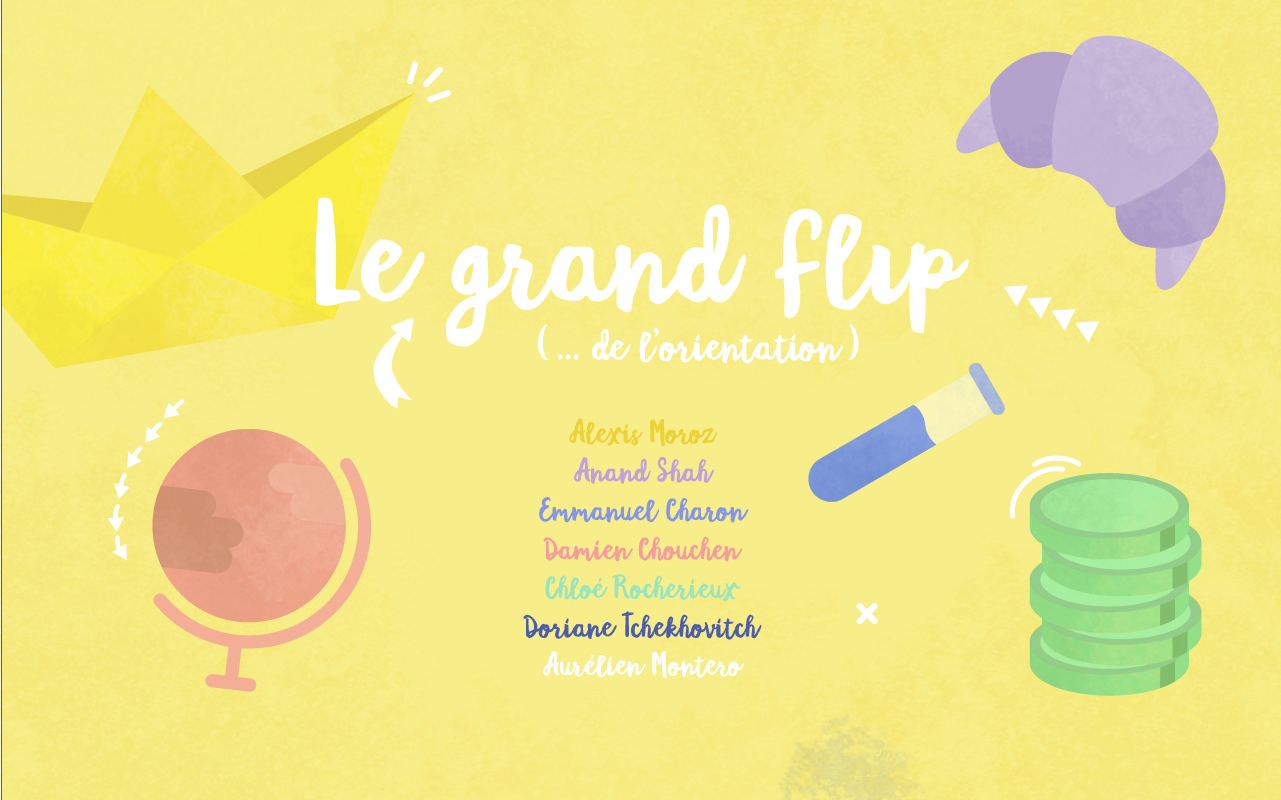 Le grand flip
(... de l'orientation)
Alexis Moroz
Anand Shah
Emmanuel Charon
Damien Chouchen
Chloé Rocherieux
Doriane Tchekhovitch
Aurélien Montero